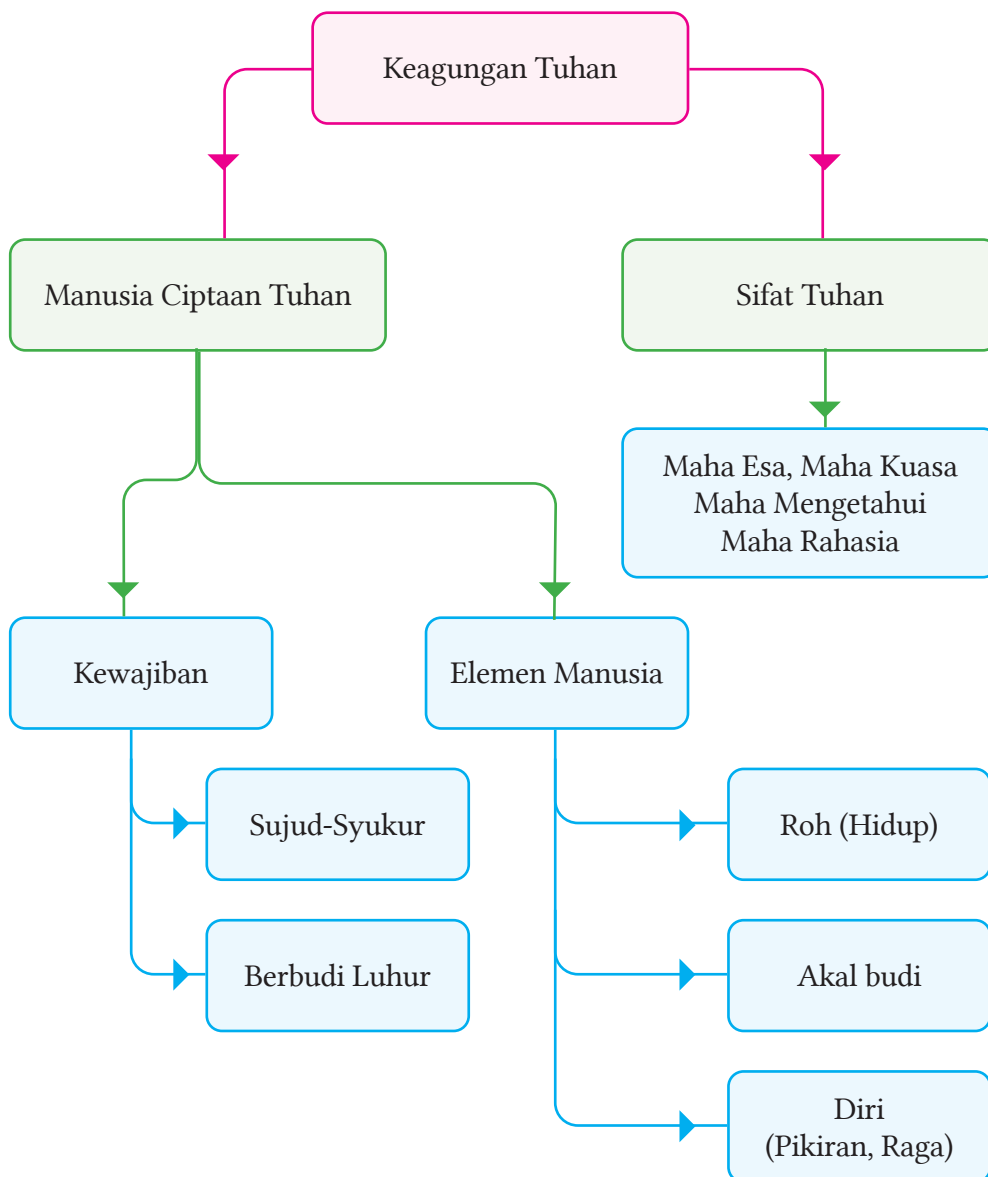 Keagungan Tuhan
Manusia Ciptaan Tuhan
Sifat Tuhan
Maha Esa, Maha Kuasa
Maha Mengetahui
Maha Rahasia
Kewajiban
Elemen Manusia
Sujud-Syukur
Roh (Hidup)
Berbudi Luhur
Akal budi
Diri
(Pikiran, Raga)